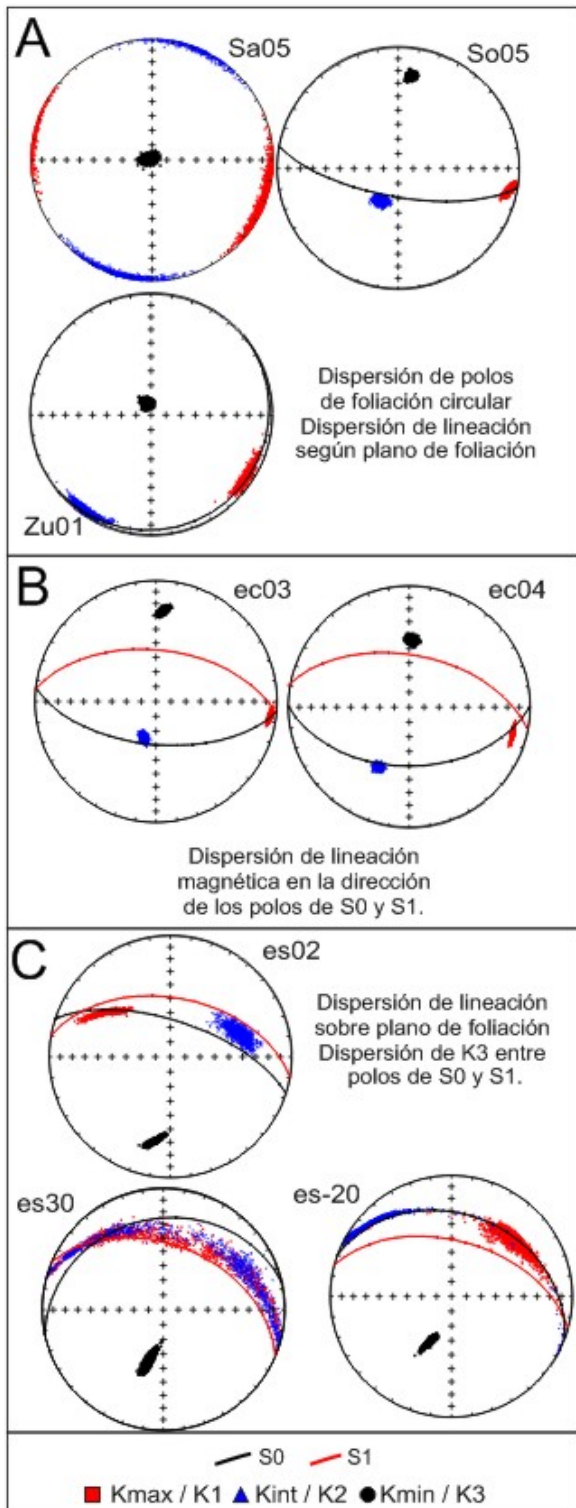 A
Sa05
So05
Zu01
Dispersión de polos
de foliación circular
Dispersión de lineación
según plano de foliación
B
ec03
ec04
Dispersión de lineación
magnética en la dirección
de los polos de S0 y S1.
C
es02
Dispersión de lineación
sobre plano de foliación
Dispersión de K3 entre
polos de S0 y S1.
es30
es-20
S0 S1
Kmax / K1 Kint / K2 Kmin / K3